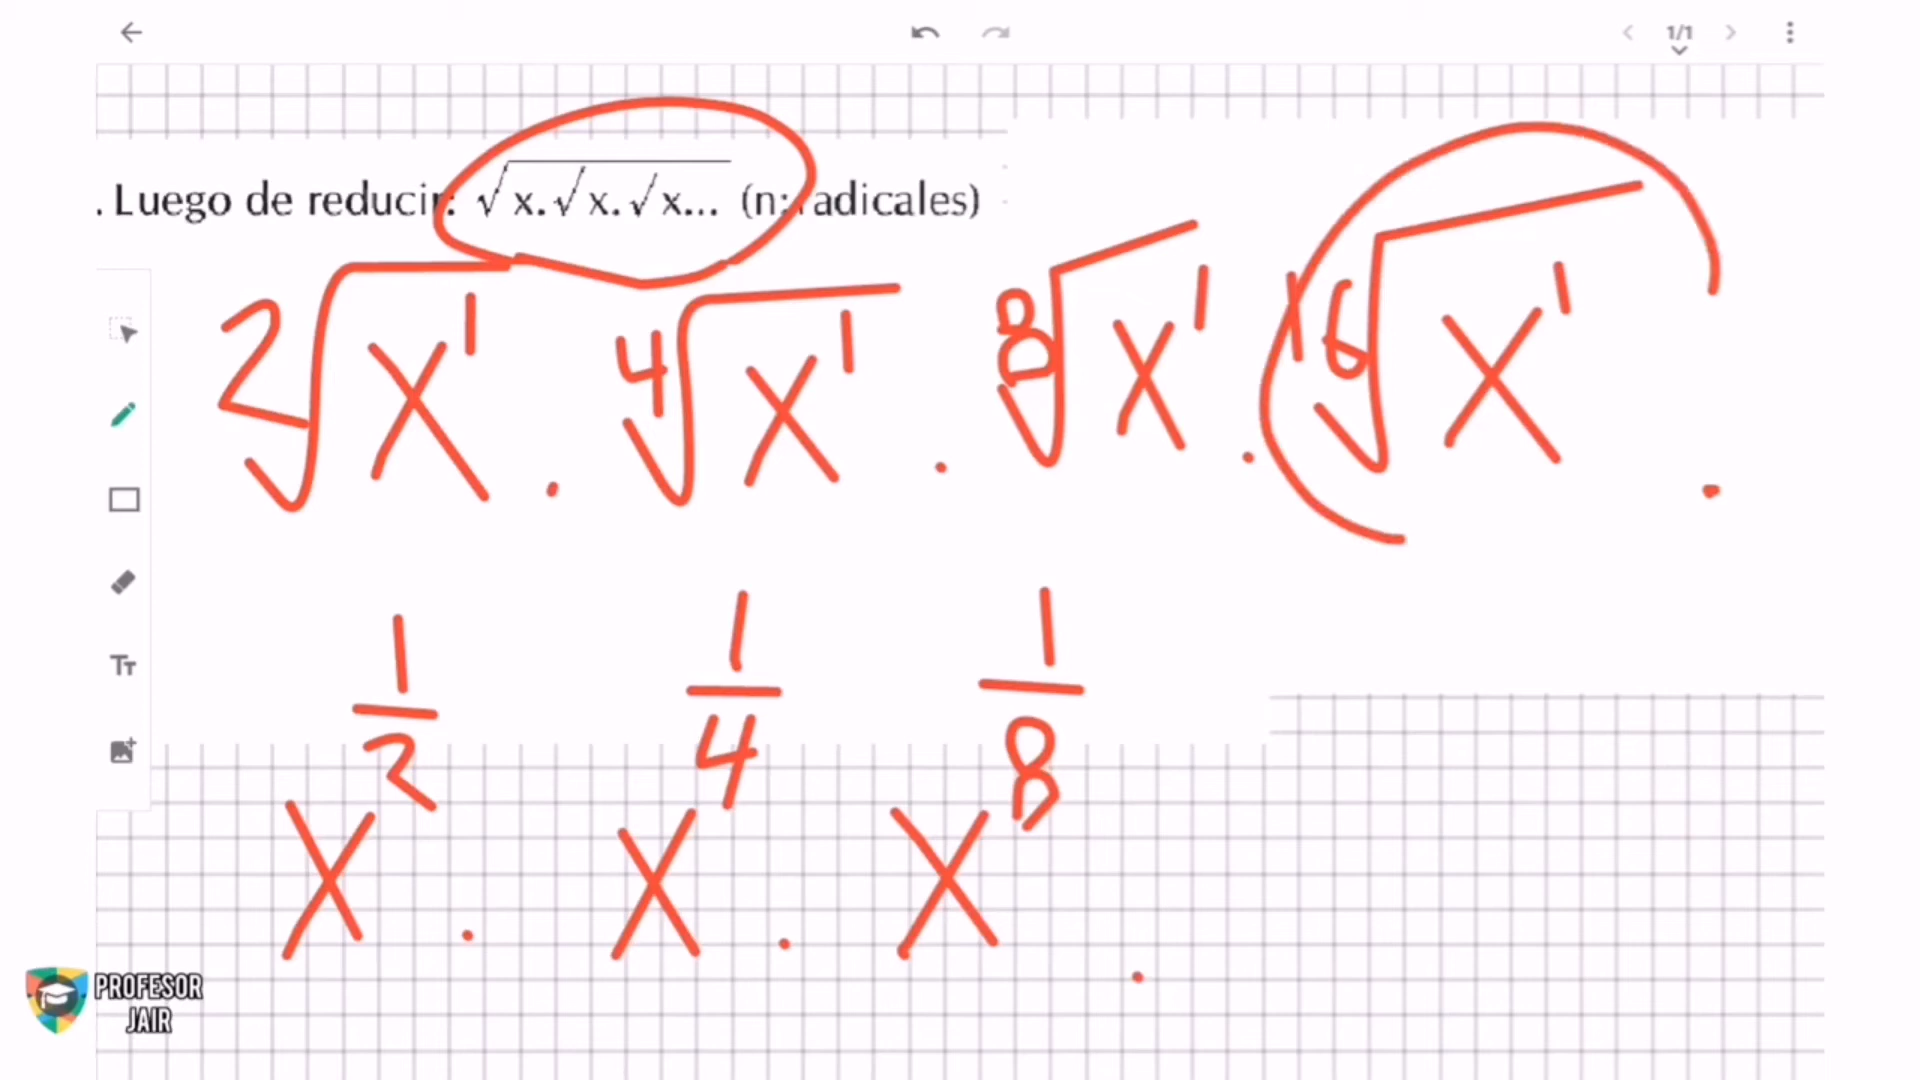 1/1
. Luego de reducir: √x.√x.√x... (n: radicales)
2√x¹ . 4√x¹ . 8√x¹ . 16√x¹ .
x^1/2 . x^1/4 . x^1/8 .
Tт
PROFESOR
JAIR